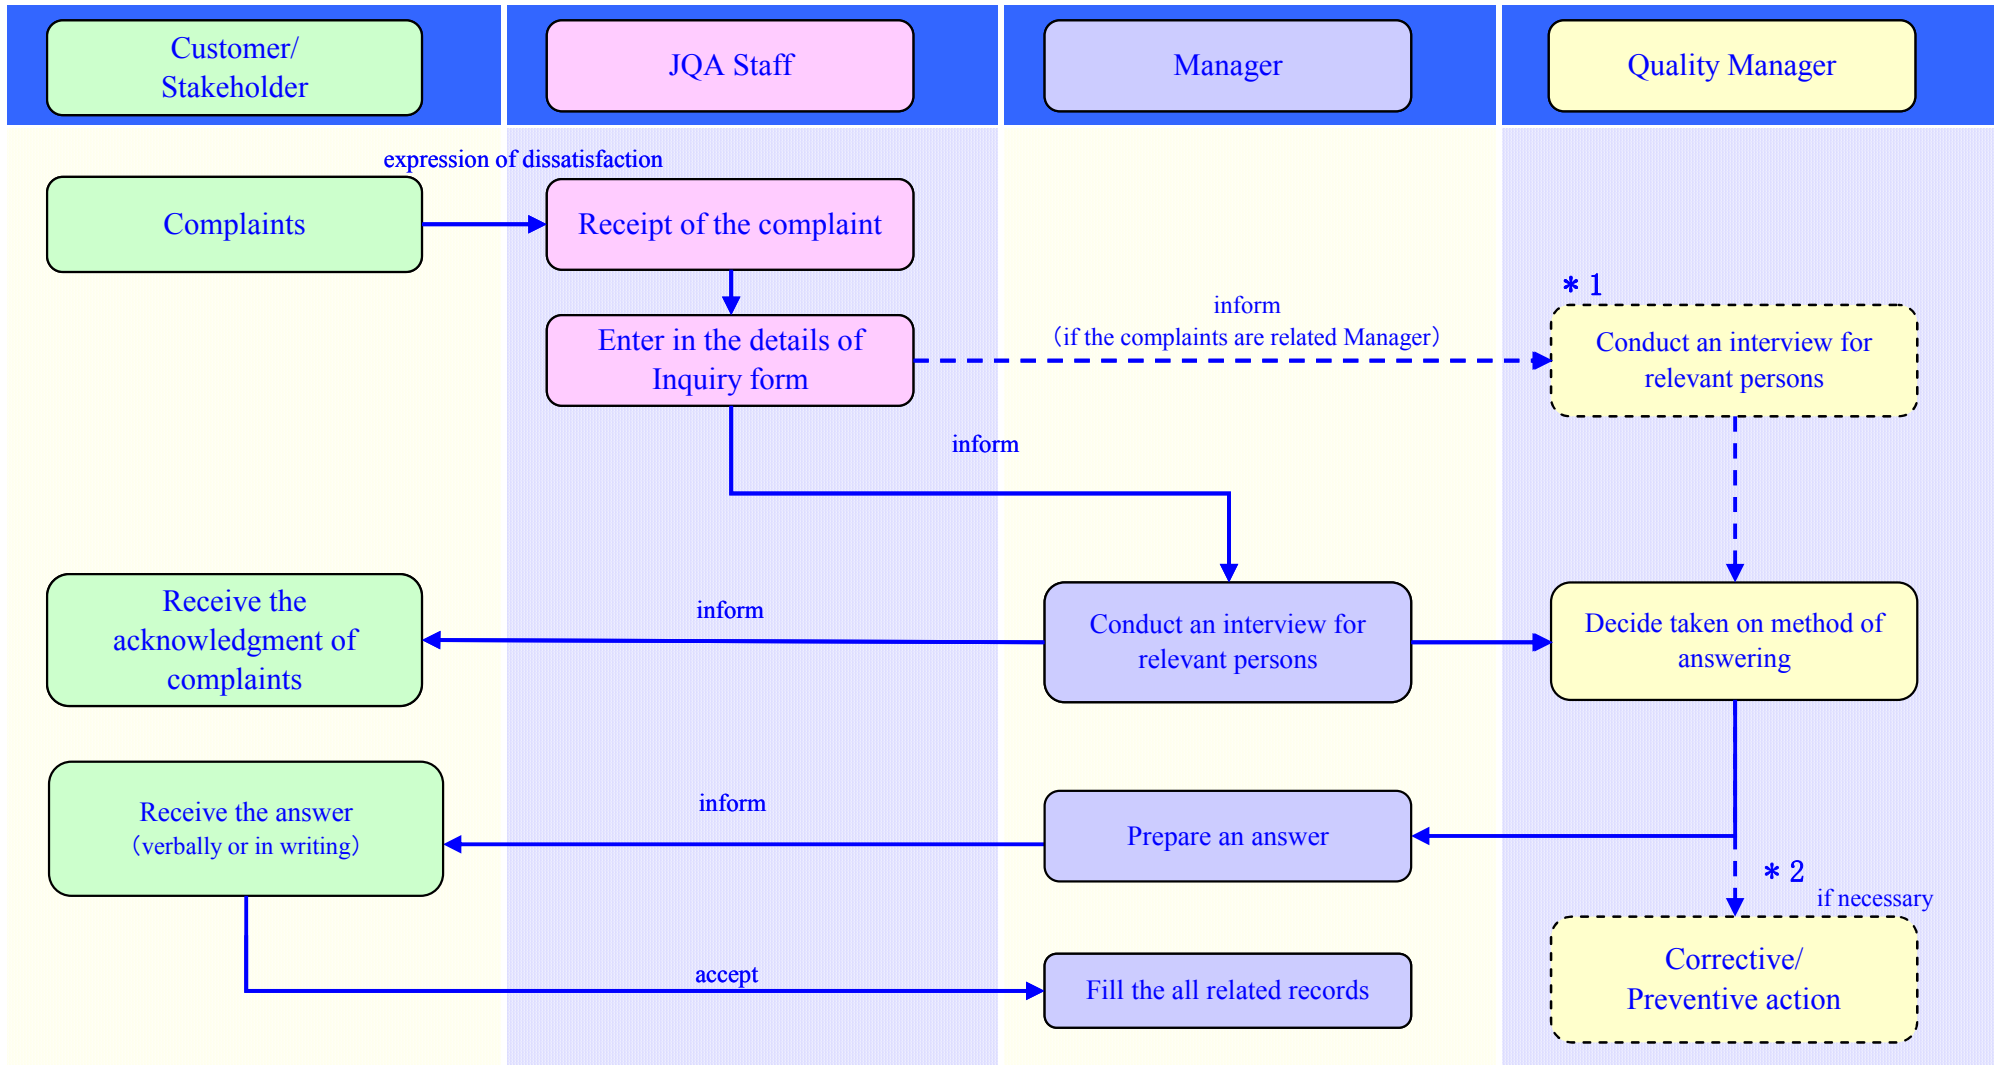 Customer/
Stakeholder
JQA Staff
Manager
Quality Manager
expression of dissatisfaction
Complaints
Receipt of the complaint
Enter in the details of
Inquiry form
inform
（if the complaints are related Manager）
＊1
Conduct an interview for
relevant persons
inform
Receive the
acknowledgment of
complaints
inform
Conduct an interview for
relevant persons
Decide taken on method of
answering
Receive the answer
（verbally or in writing）
inform
Prepare an answer
＊2
if necessary
accept
Fill the all related records
Corrective/
Preventive action